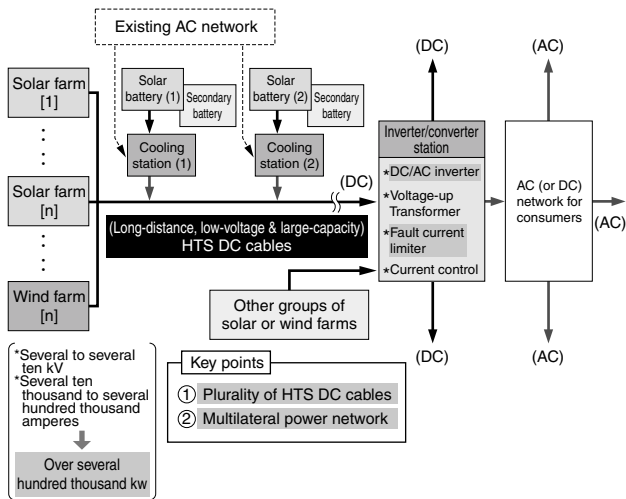 Existing AC network
(DC)
(AC)
Solar farm
[1]
Solar
battery (1)
Secondary
battery
Solar
battery (2)
Secondary
battery
Cooling
station (1)
Cooling
station (2)
Inverter/converter
station
*DC/AC inverter
*Voltage-up
Transformer
*Fault current
limiter
*Current control
AC (or DC)
network for
consumers
(AC)
Solar farm
[n]
(DC)
(Long-distance, low-voltage & large-capacity)
HTS DC cables
Wind farm
[n]
Other groups of
solar or wind farms
(DC)
(AC)
*Several to several
ten kV
*Several ten
thousand to several
hundred thousand
amperes
Over several
hundred thousand kw
Key points
① Plurality of HTS DC cables
② Multilateral power network